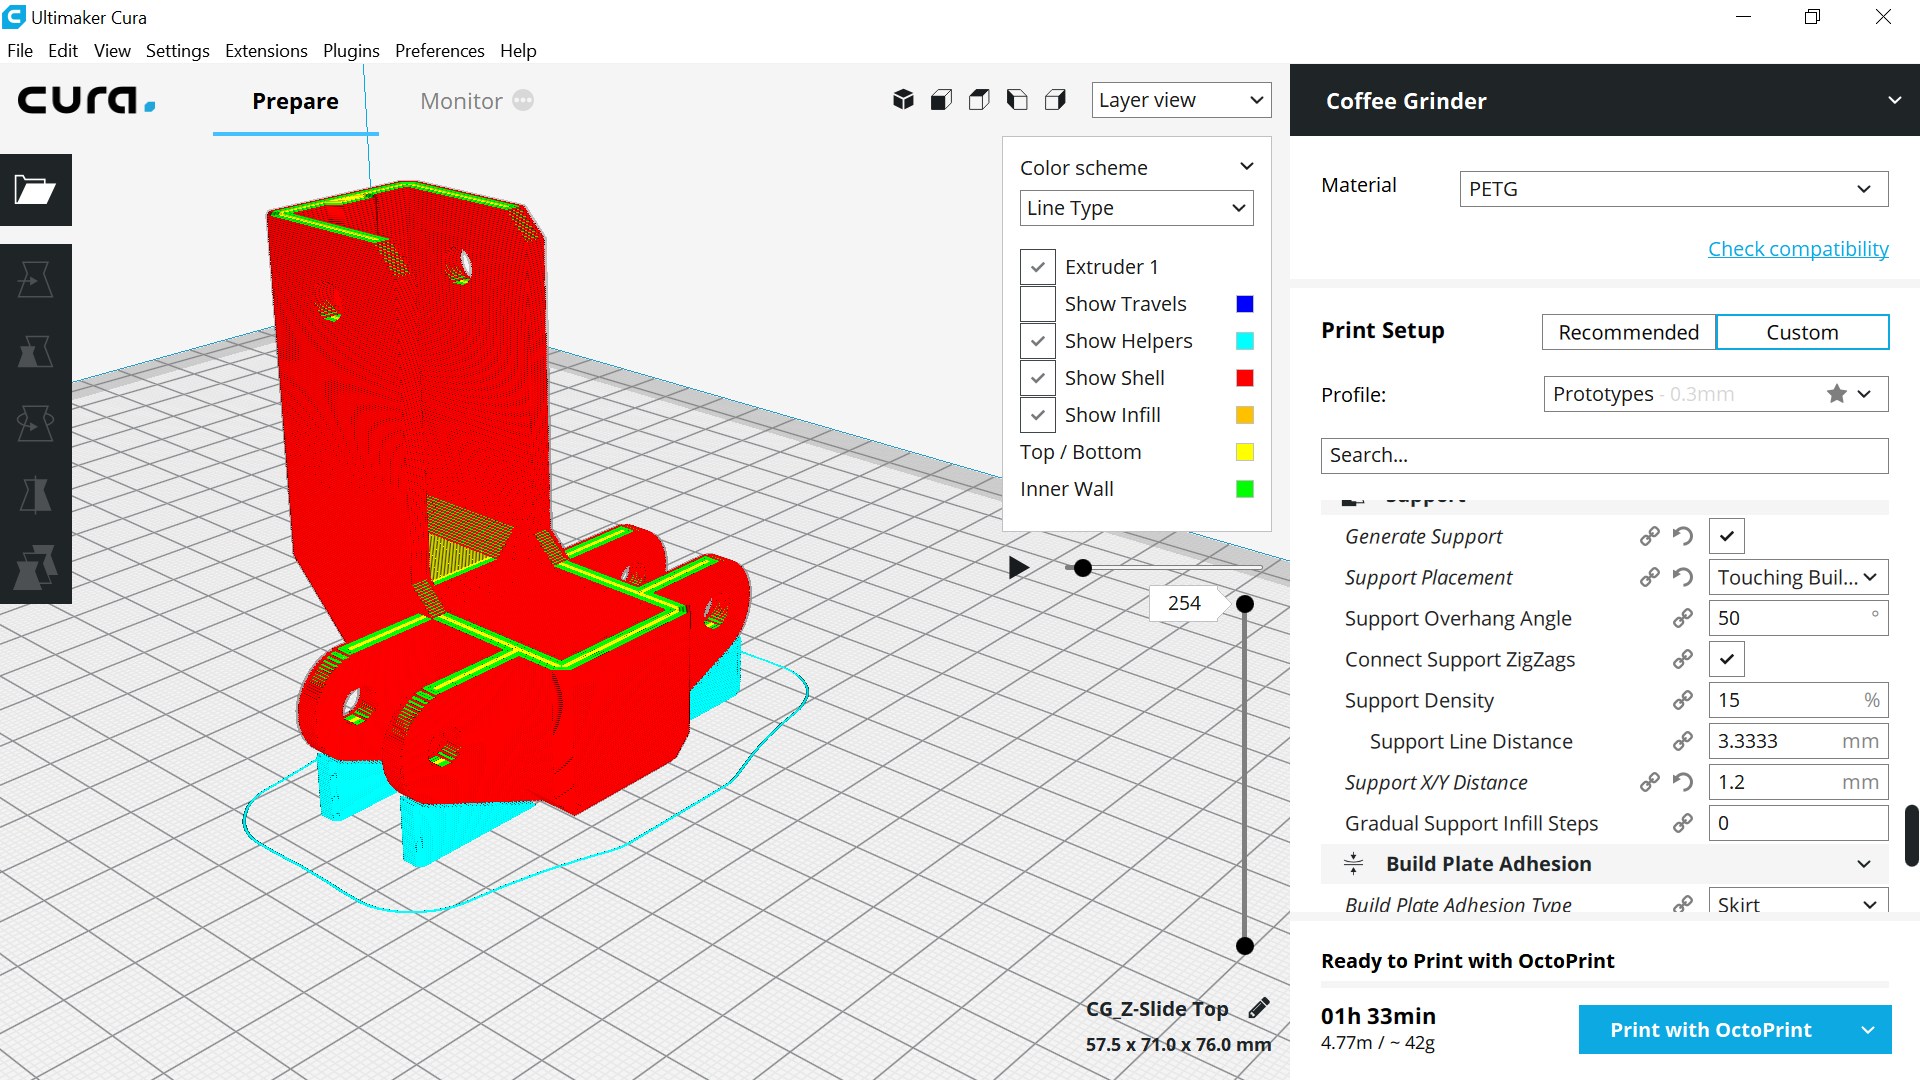 Ultimaker Cura
File Edit View Settings Extensions Plugins Preferences Help
cura.
Prepare
Monitor
Layer view
Color scheme
Line Type
Extruder 1
Show Travels
Show Helpers
Show Shell
Show Infill
Top / Bottom
Inner Wall
254
CG_Z-Slide Top
57.5 x 71.0 x 76.0 mm
Coffee Grinder
Material PETG
Check compatibility
Print Setup Recommended Custom
Profile: Prototypes - 0.3mm
Search...
Support
Generate Support
Support Placement Touching Buil...
Support Overhang Angle 50 °
Connect Support ZigZags
Support Density 15 %
Support Line Distance 3.3333 mm
Support X/Y Distance 1.2 mm
Gradual Support Infill Steps 0
Build Plate Adhesion
Build Plate Adhesion Type Skirt
Ready to Print with OctoPrint
01h 33min
4.77m / ~ 42g
Print with OctoPrint